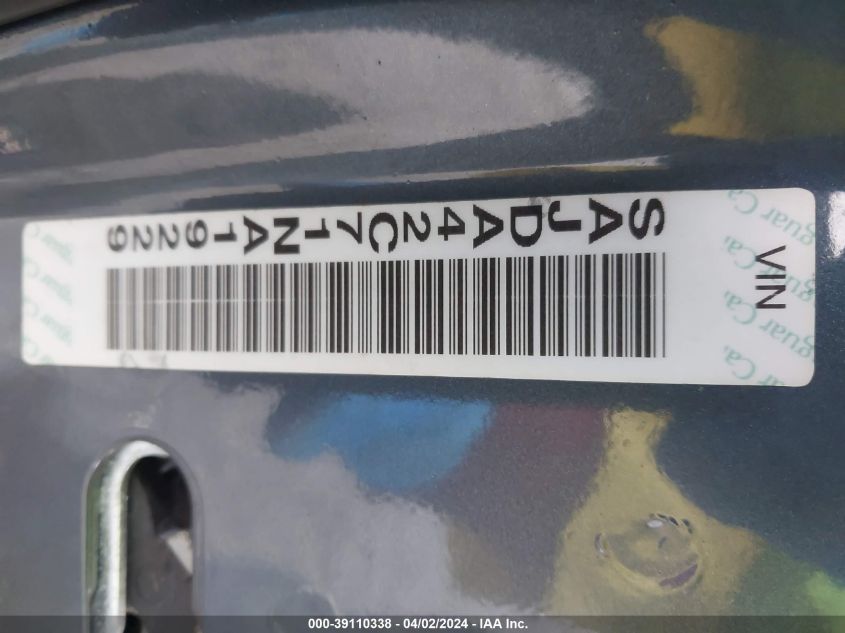 VIN
SAJDA42C71NA19229
000-39110338 - 04/02/2024 - IAA Inc.